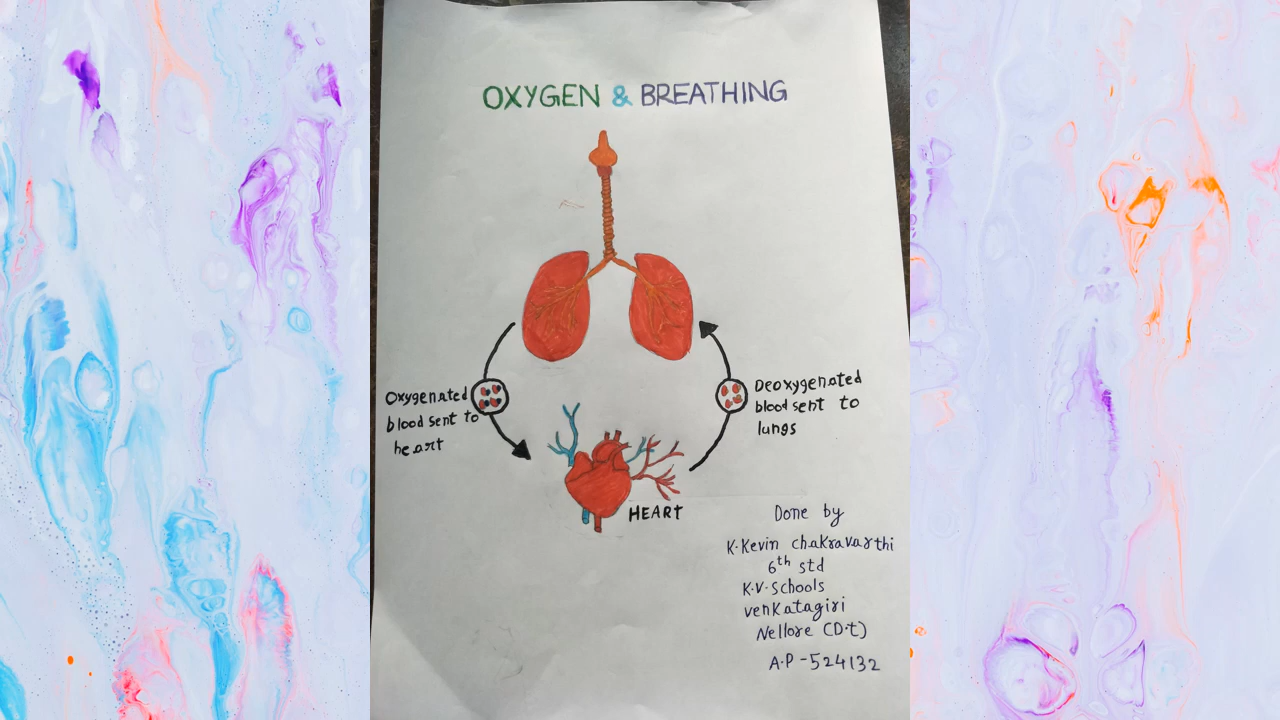 OXYGEN & BREATHING
Oxygenated
blood sent to
heart
Deoxygenated
blood sent to
lungs
HEART
Done by
K.Kevin chakravarthi
6th std
K.V.Schools
venkatagiri
Nellore (D.t)
A.P-524132